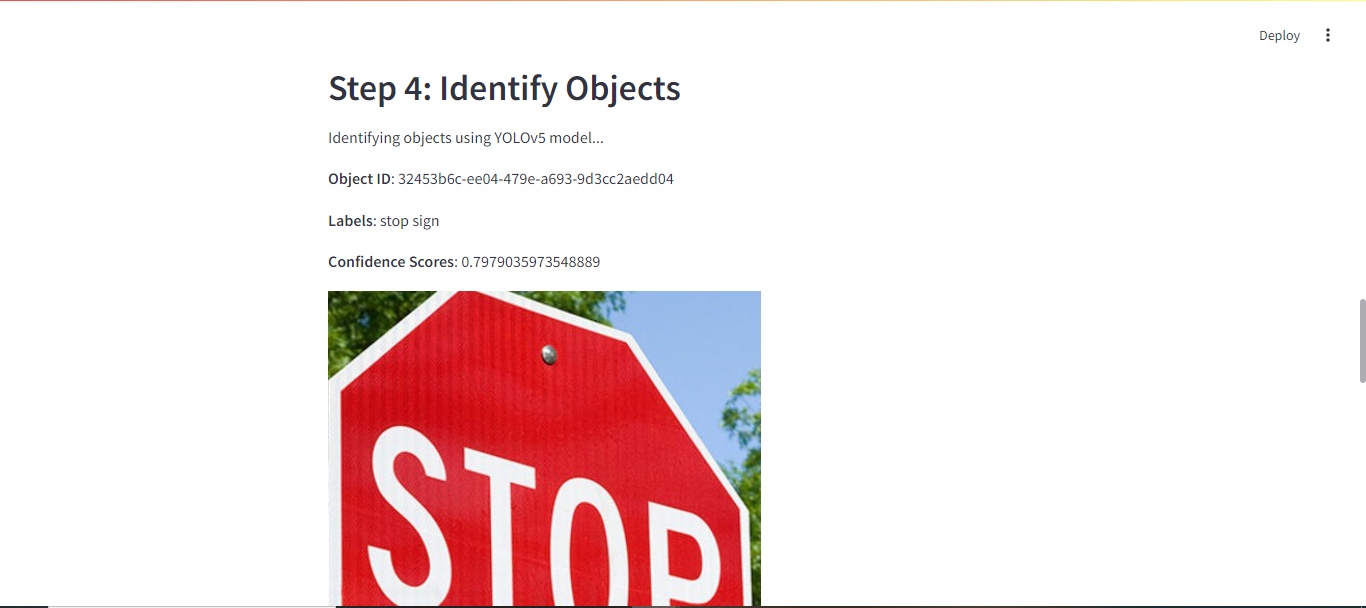 Deploy
Step 4: Identify Objects
Identifying objects using YOLOv5 model...
Object ID: 32453b6c-ee04-479e-a693-9d3cc2aedd04
Labels: stop sign
Confidence Scores: 0.7979035973548889
STOP